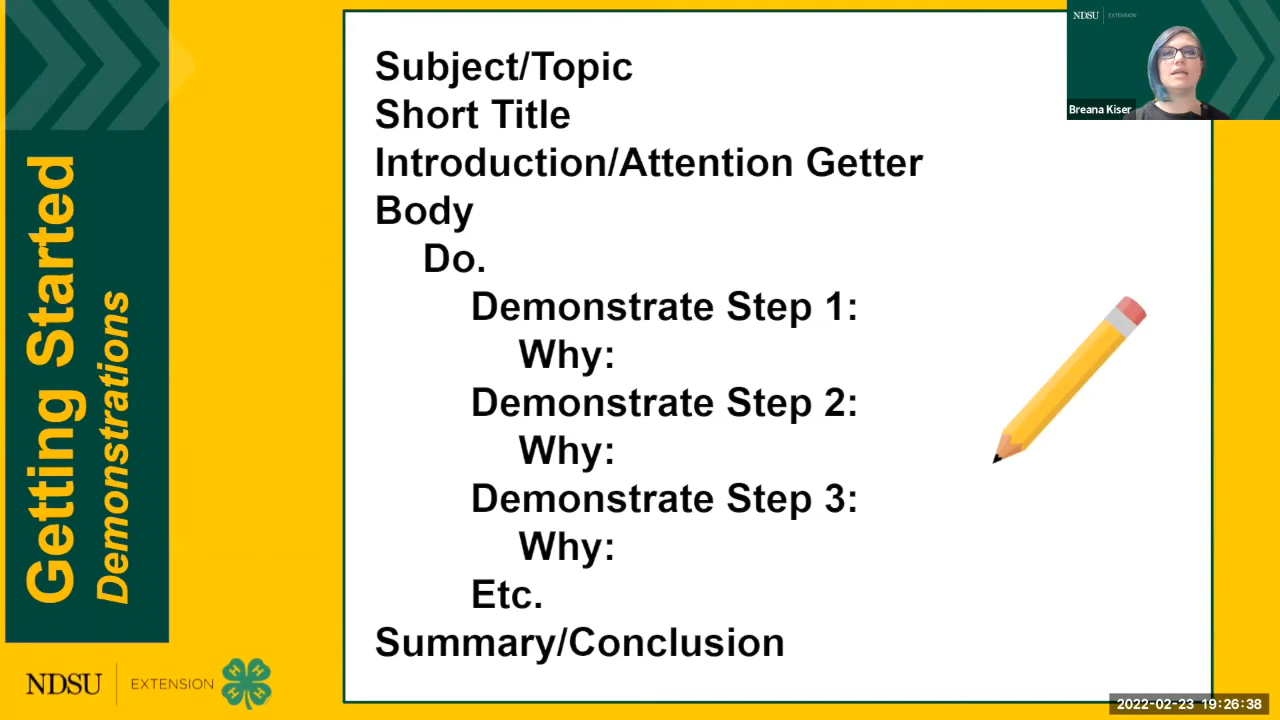 Getting Started
Demonstrations
Subject/Topic
Short Title
Introduction/Attention Getter
Body
Do.
Demonstrate Step 1:
Why:
Demonstrate Step 2:
Why:
Demonstrate Step 3:
Why:
Etc.
Summary/Conclusion
NDSU EXTENSION
H H H H
NDSU EXTENSION
Breana Kiser
2022-02-23 19:26:38